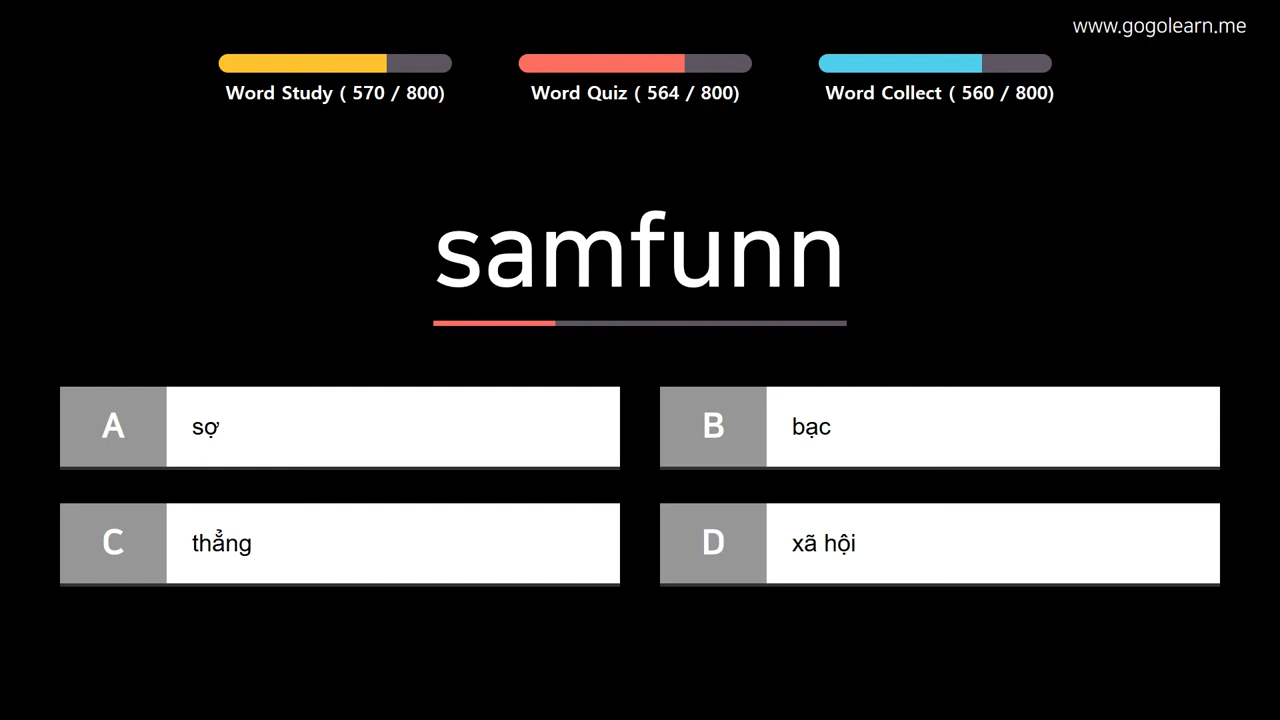 www.gogolearn.me
Word Study ( 570 / 800)
Word Quiz ( 564 / 800)
Word Collect ( 560 / 800)
samfunn
A
sợ
B
bạc
C
thẳng
D
xã hội